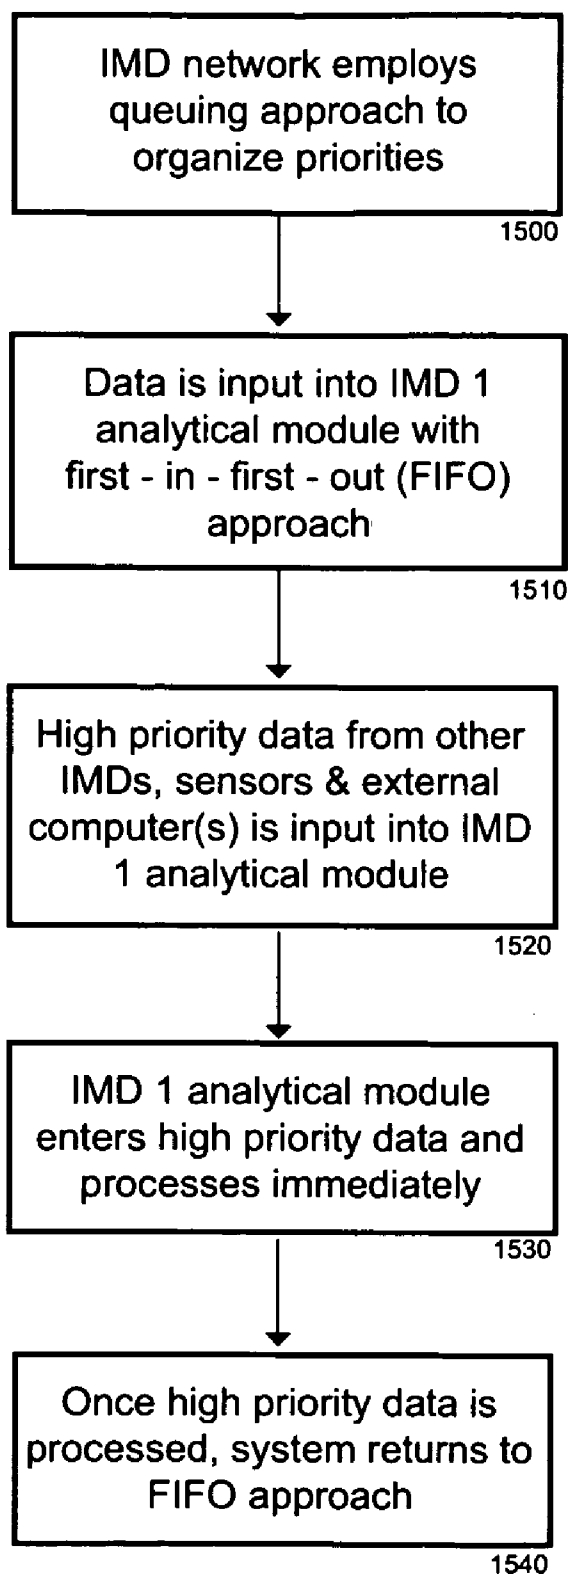 IMD network employs
queuing approach to
organize priorities
1500
Data is input into IMD 1
analytical module with
first - in - first - out (FIFO)
approach
1510
High priority data from other
IMDs, sensors & external
computer(s) is input into IMD
1 analytical module
1520
IMD 1 analytical module
enters high priority data and
processes immediately
1530
Once high priority data is
processed, system returns to
FIFO approach
1540